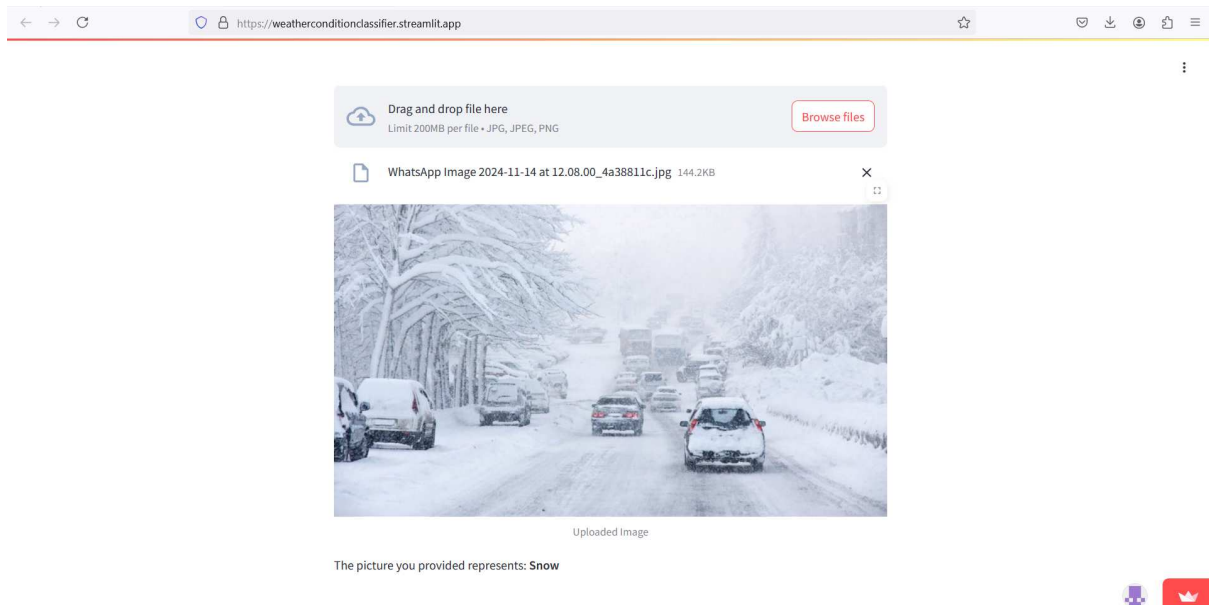 https://weatherconditionclassifier.streamlit.app
Drag and drop file here
Limit 200MB per file • JPG, JPEG, PNG
Browse files
WhatsApp Image 2024-11-14 at 12.08.00_4a38811c.jpg 144.2KB
Uploaded Image
The picture you provided represents: Snow